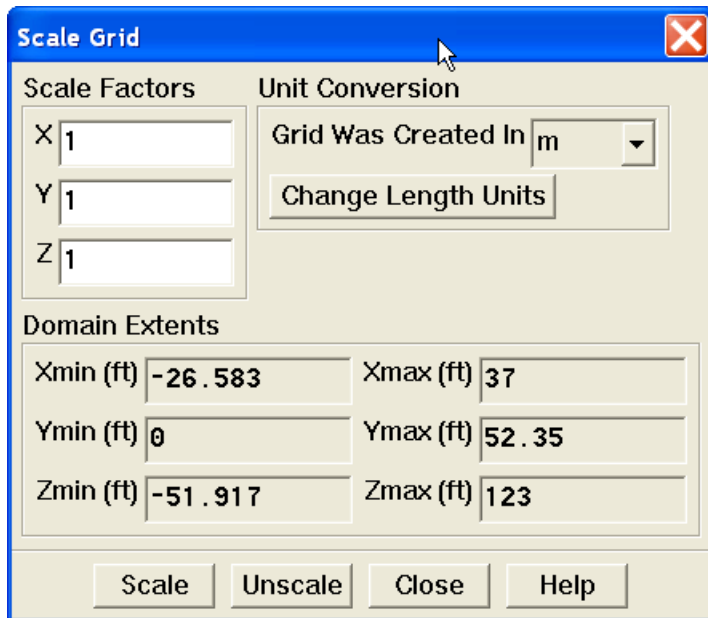 Scale Grid
Scale Factors
X 1
Y 1
Z 1
Unit Conversion
Grid Was Created In m
Change Length Units
Domain Extents
Xmin (ft) -26.583 Xmax (ft) 37
Ymin (ft) 0 Ymax (ft) 52.35
Zmin (ft) -51.917 Zmax (ft) 123
Scale Unscale Close Help